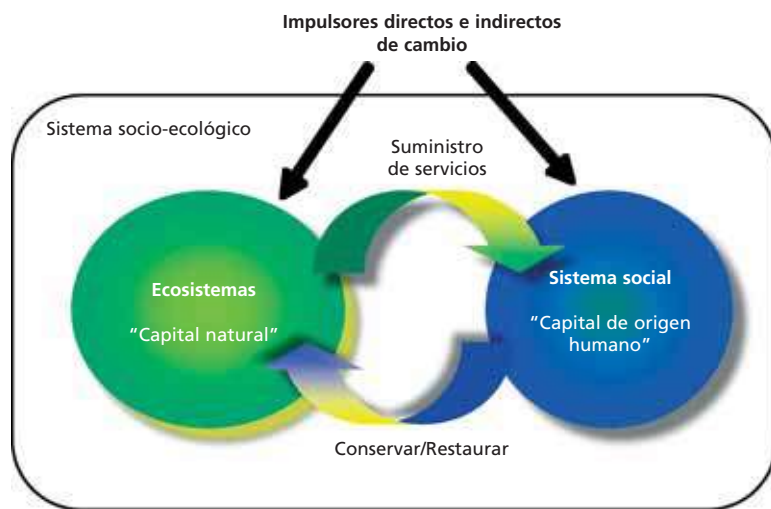 Impulsores directos e indirectos
de cambio
Sistema socio-ecológico
Suministro
de servicios
Ecosistemas
"Capital natural"
Sistema social
"Capital de origen
humano"
Conservar/Restaurar